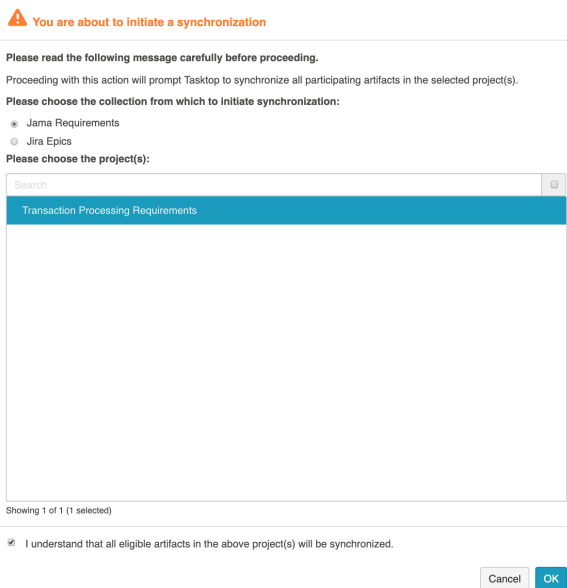 You are about to initiate a synchronization
Please read the following message carefully before proceeding.
Proceeding with this action will prompt Tasktop to synchronize all participating artifacts in the selected project(s).
Please choose the collection from which to initiate synchronization:
Jama Requirements
Jira Epics
Please choose the project(s):
Search
Transaction Processing Requirements
Showing 1 of 1 (1 selected)
I understand that all eligible artifacts in the above project(s) will be synchronized.
Cancel OK